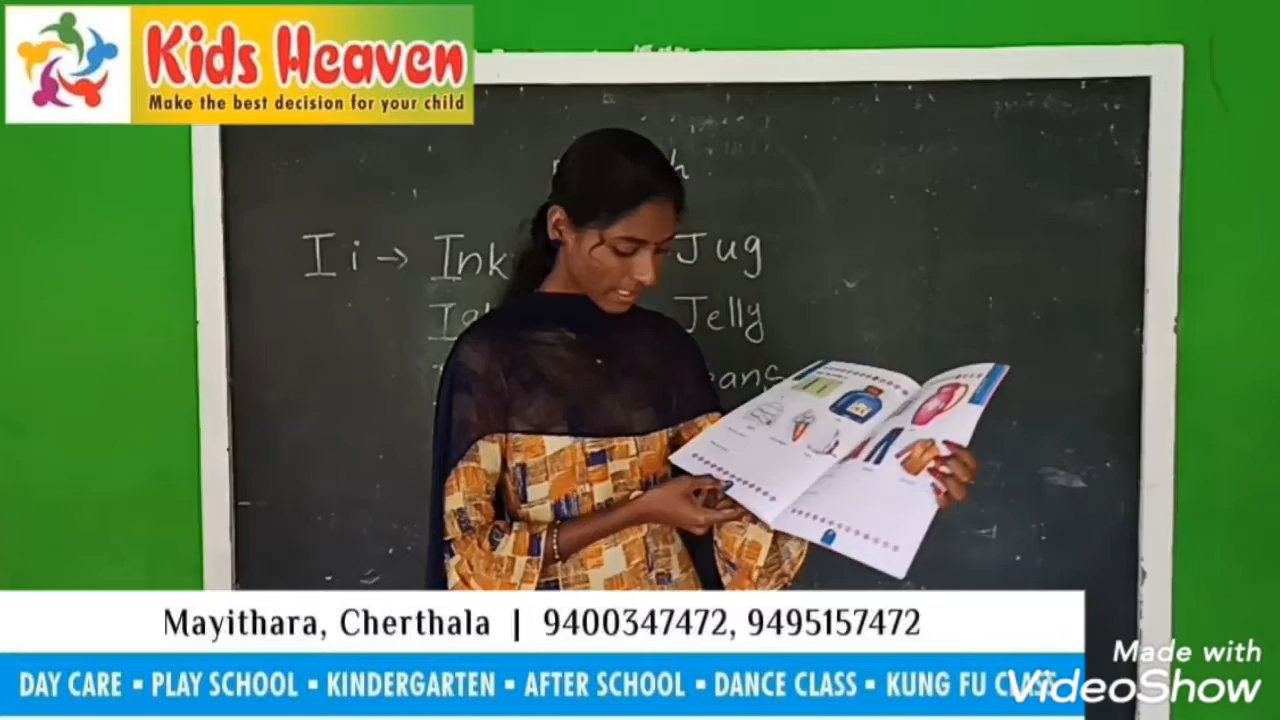 Kids Heaven
Make the best decision for your child
I i → Ink
Jug
Jelly
Mayithara, Cherthala | 9400347472, 9495157472
DAY CARE ▪ PLAY SCHOOL ▪ KINDERGARTEN ▪ AFTER SCHOOL ▪ DANCE CLASS ▪ KUNG FU CLASS
Made with
VideoShow